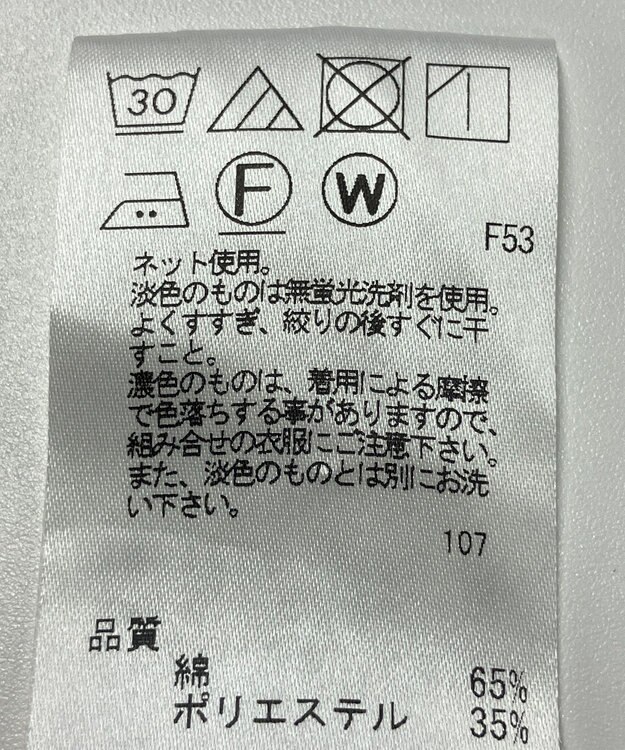 30
F W
F53
ネット使用。
淡色のものは無蛍光洗剤を使用。
よくすすぎ、絞りの後すぐに干
すこと。
濃色のものは、着用による摩擦
で色落ちする事がありますので、
組み合せの衣服にご注意下さい。
また、淡色のものとは別にお洗
い下さい。
107
品質
綿 65%
ポリエステル 35%